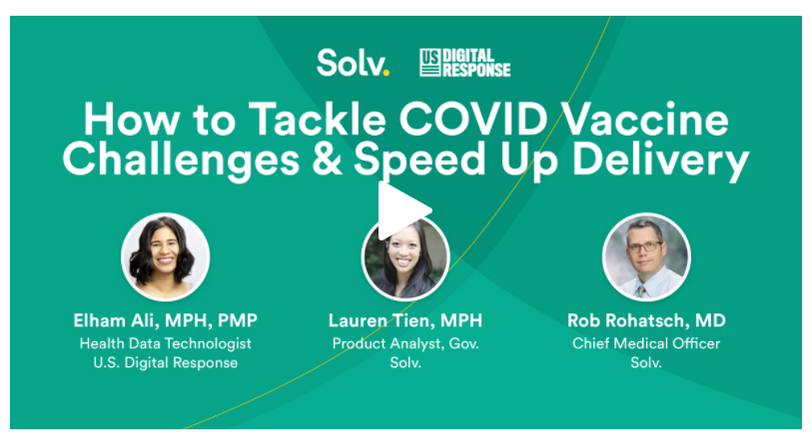 Solv.
US DIGITAL
RESPONSE
How to Tackle COVID Vaccine
Challenges & Speed Up Delivery
Elham Ali, MPH, PMP
Health Data Technologist
U.S. Digital Response
Lauren Tien, MPH
Product Analyst, Gov.
Solv.
Rob Rohatsch, MD
Chief Medical Officer
Solv.